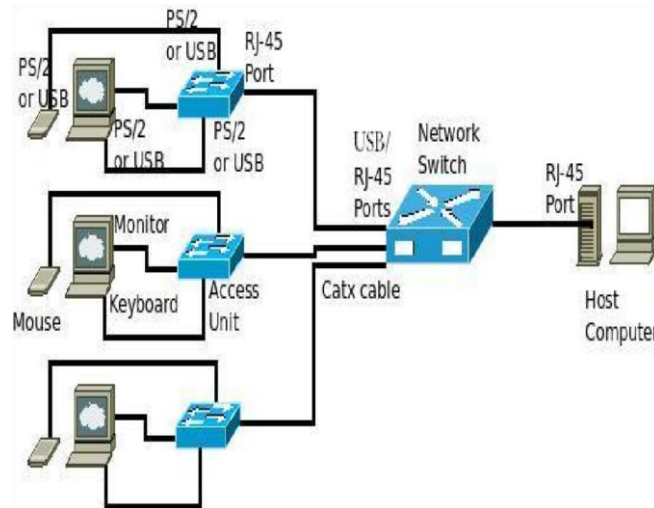 PS/2
or USB
RJ-45
Port
PS/2
or USB
PS/2
or USB
PS/2
or USB
USB/
RJ-45
Ports
Network
Switch
RJ-45
Port
Monitor
Keyboard
Mouse
Access
Unit
Catx cable
Host
Computer